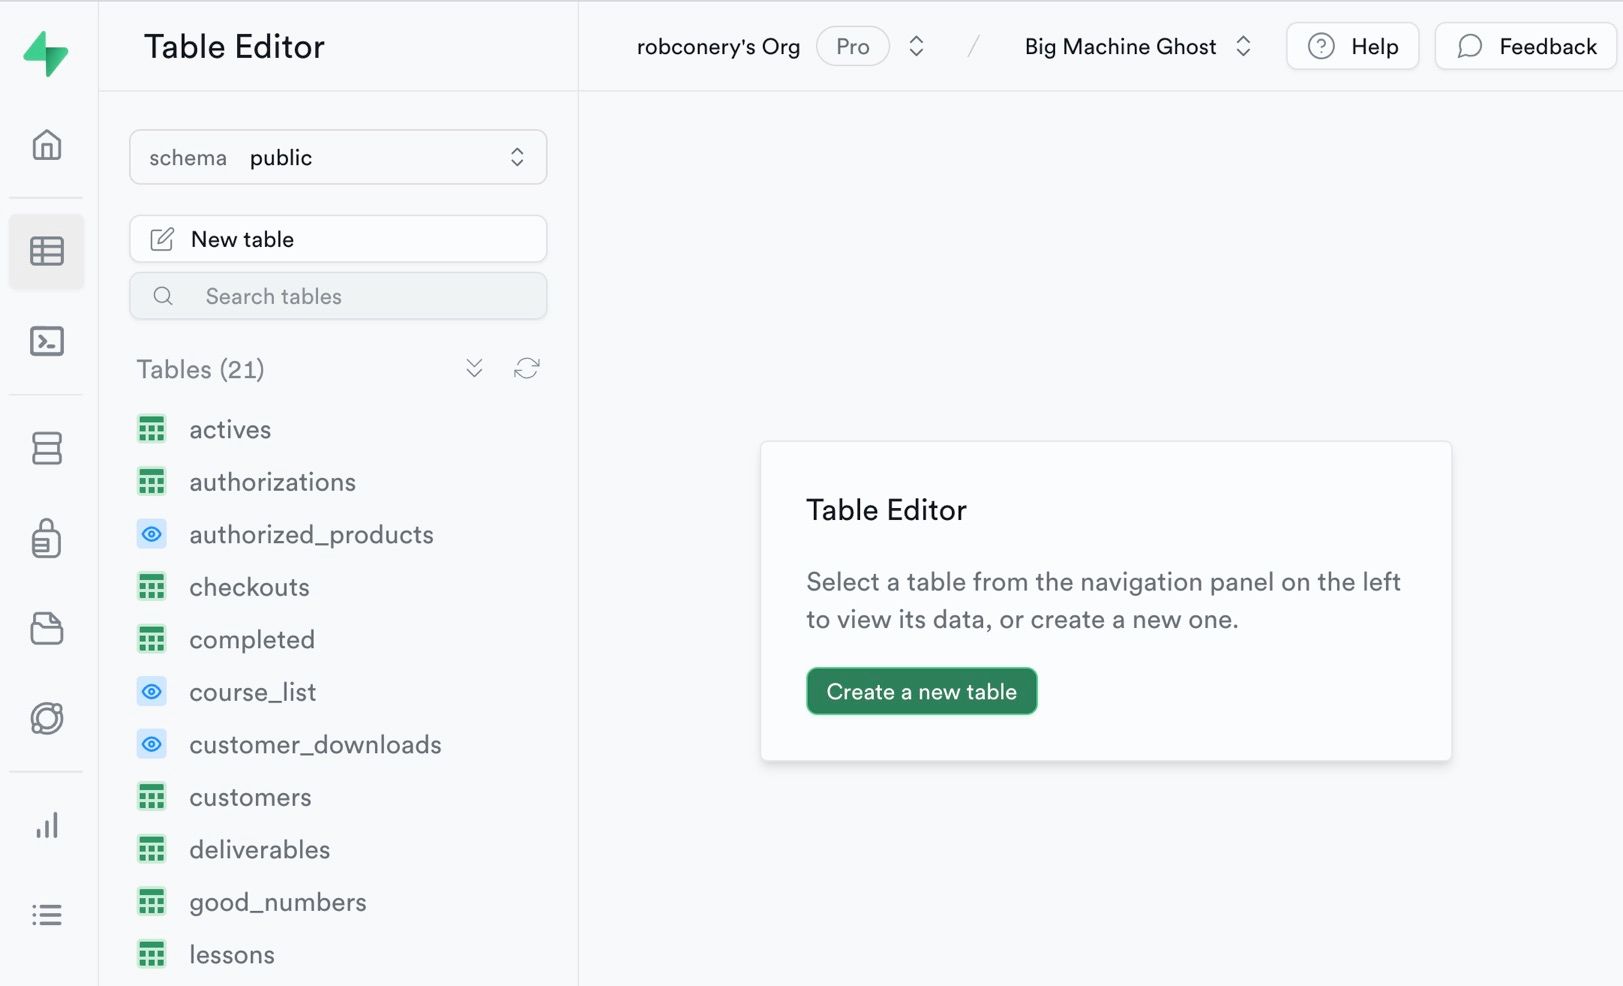 Table Editor
robconery's Org Pro / Big Machine Ghost Help Feedback
schema public
New table
Search tables
Tables (21)
actives
authorizations
authorized_products
checkouts
completed
course_list
customer_downloads
customers
deliverables
good_numbers
lessons
Table Editor
Select a table from the navigation panel on the left
to view its data, or create a new one.
Create a new table